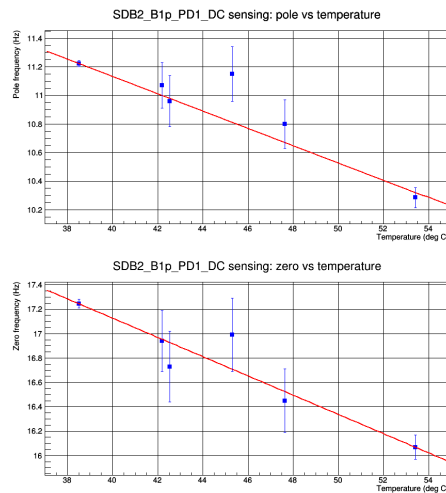 SDB2_B1p_PD1_DC sensing: pole vs temperature
Pole frequency (Hz)
11.4
11.2
11
10.8
10.6
10.4
10.2
38 40 42 44 46 48 50 52 54
Temperature (deg C
SDB2_B1p_PD1_DC sensing: zero vs temperature
Zero frequency (Hz)
17.4
17.2
17
16.8
16.6
16.4
16.2
16
38 40 42 44 46 48 50 52 54
Temperature (deg C